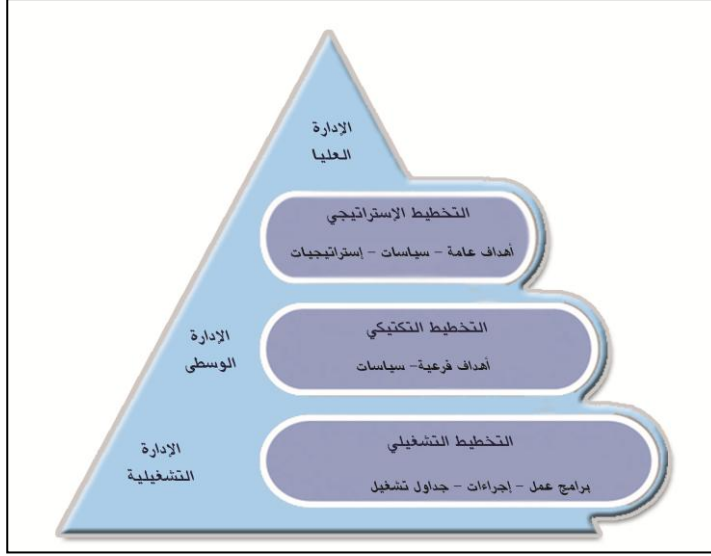 الإدارة
العليا
التخطيط الإستراتيجي
أهداف عامة – سياسات – إستراتيجيات
الإدارة
الوسطى
التخطيط التكتيكي
أهداف فرعية– سياسات
الإدارة
التشغيلية
التخطيط التشغيلي
برامج عمل – إجراءات – جداول تشغيل